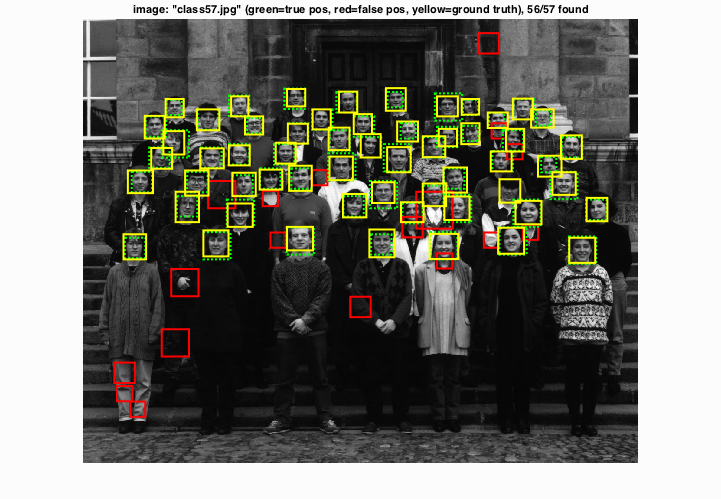 image: "class57.jpg" (green=true pos, red=false pos, yellow=ground truth), 56/57 found